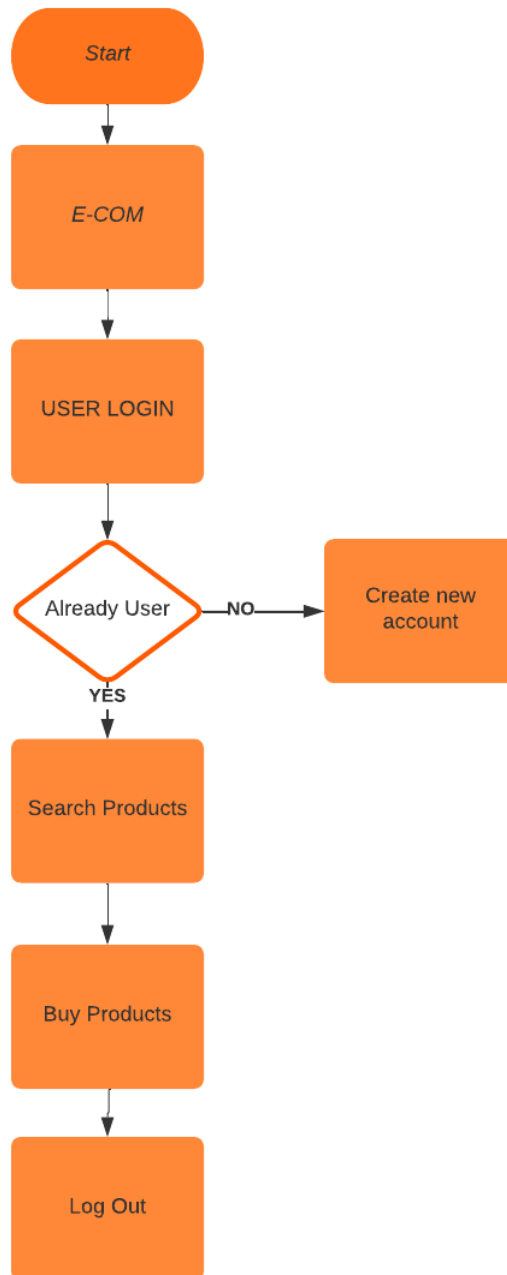 Start
E-COM
USER LOGIN
Already User
NO
Create new
account
YES
Search Products
Buy Products
Log Out